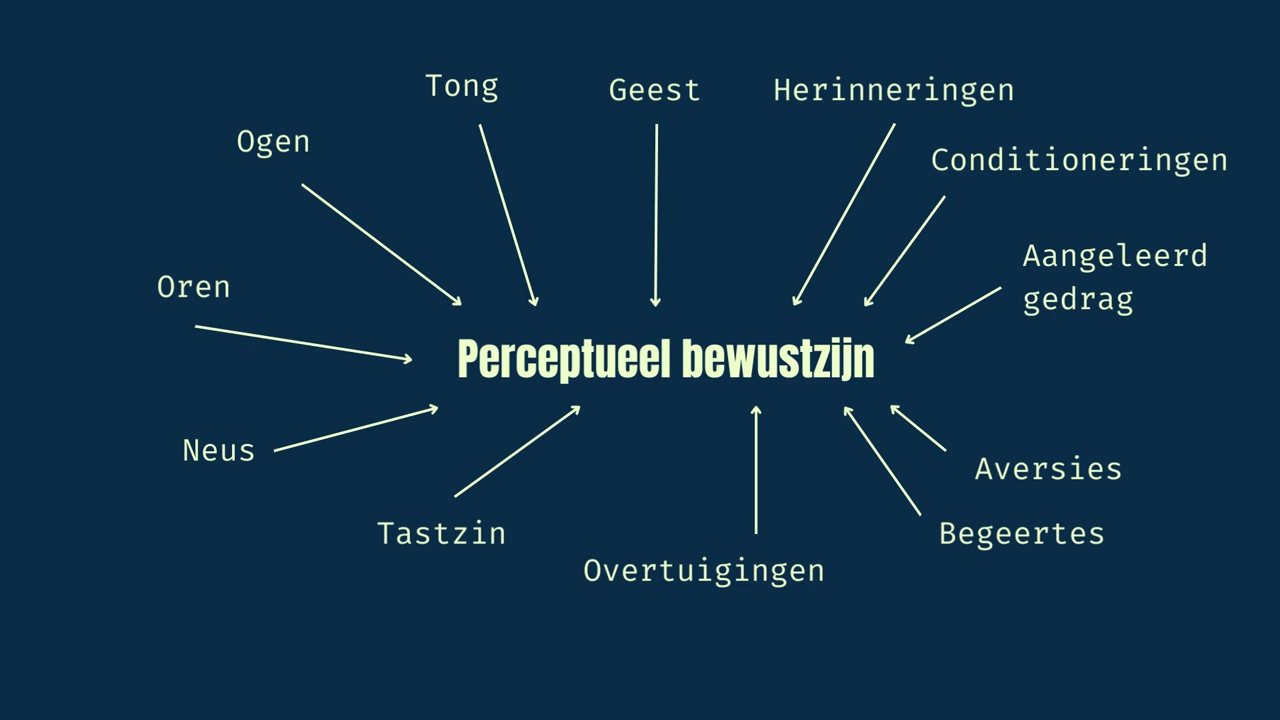 Tong
Geest
Herinneringen
Ogen
Conditioneringen
Aangeleerd
gedrag
Oren
Perceptueel bewustzijn
Neus
Aversies
Tastzin
Begeertes
Overtuigingen